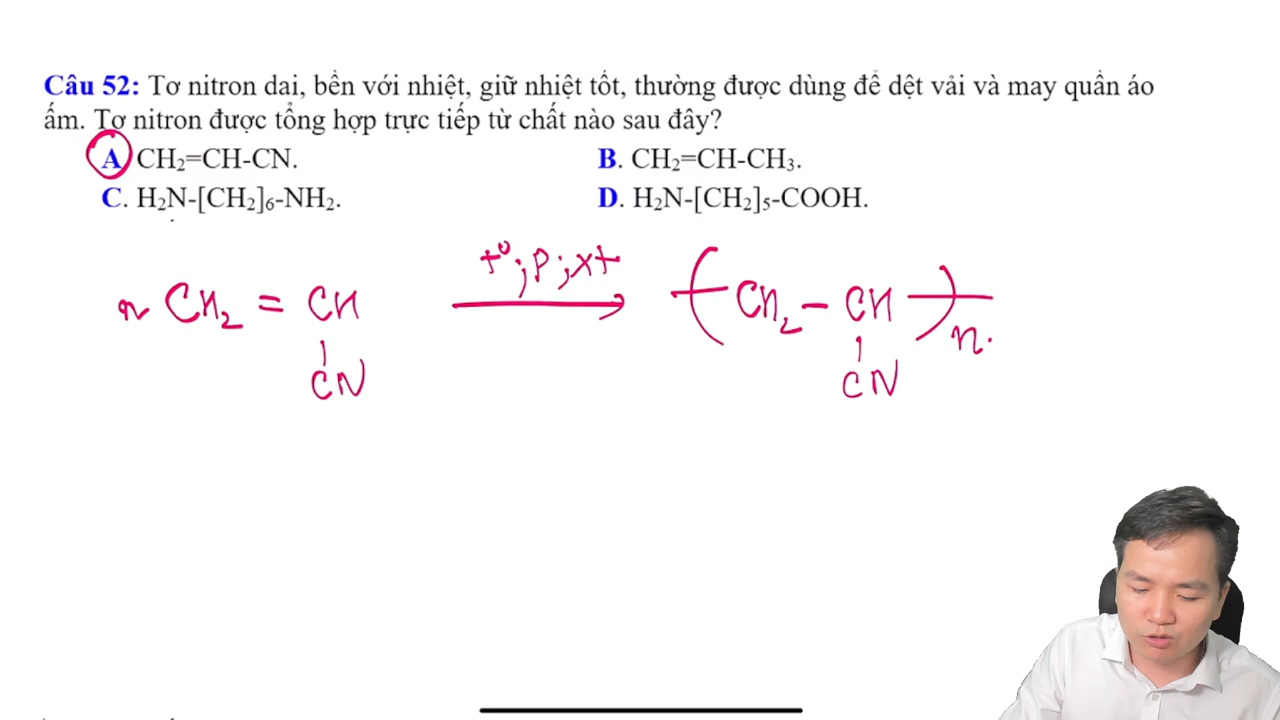 Câu 52: Tơ nitron dai, bền với nhiệt, giữ nhiệt tốt, thường được dùng để dệt vải và may quần áo
ấm. Tơ nitron được tổng hợp trực tiếp từ chất nào sau đây?
A CH₂=CH-CN. B. CH₂=CH-CH₃.
C. H₂N-[CH₂]₆-NH₂. D. H₂N-[CH₂]₅-COOH.
t⁰; P; xt
n CH₂ = CH ( CH₂ – CH )n.
CN CN